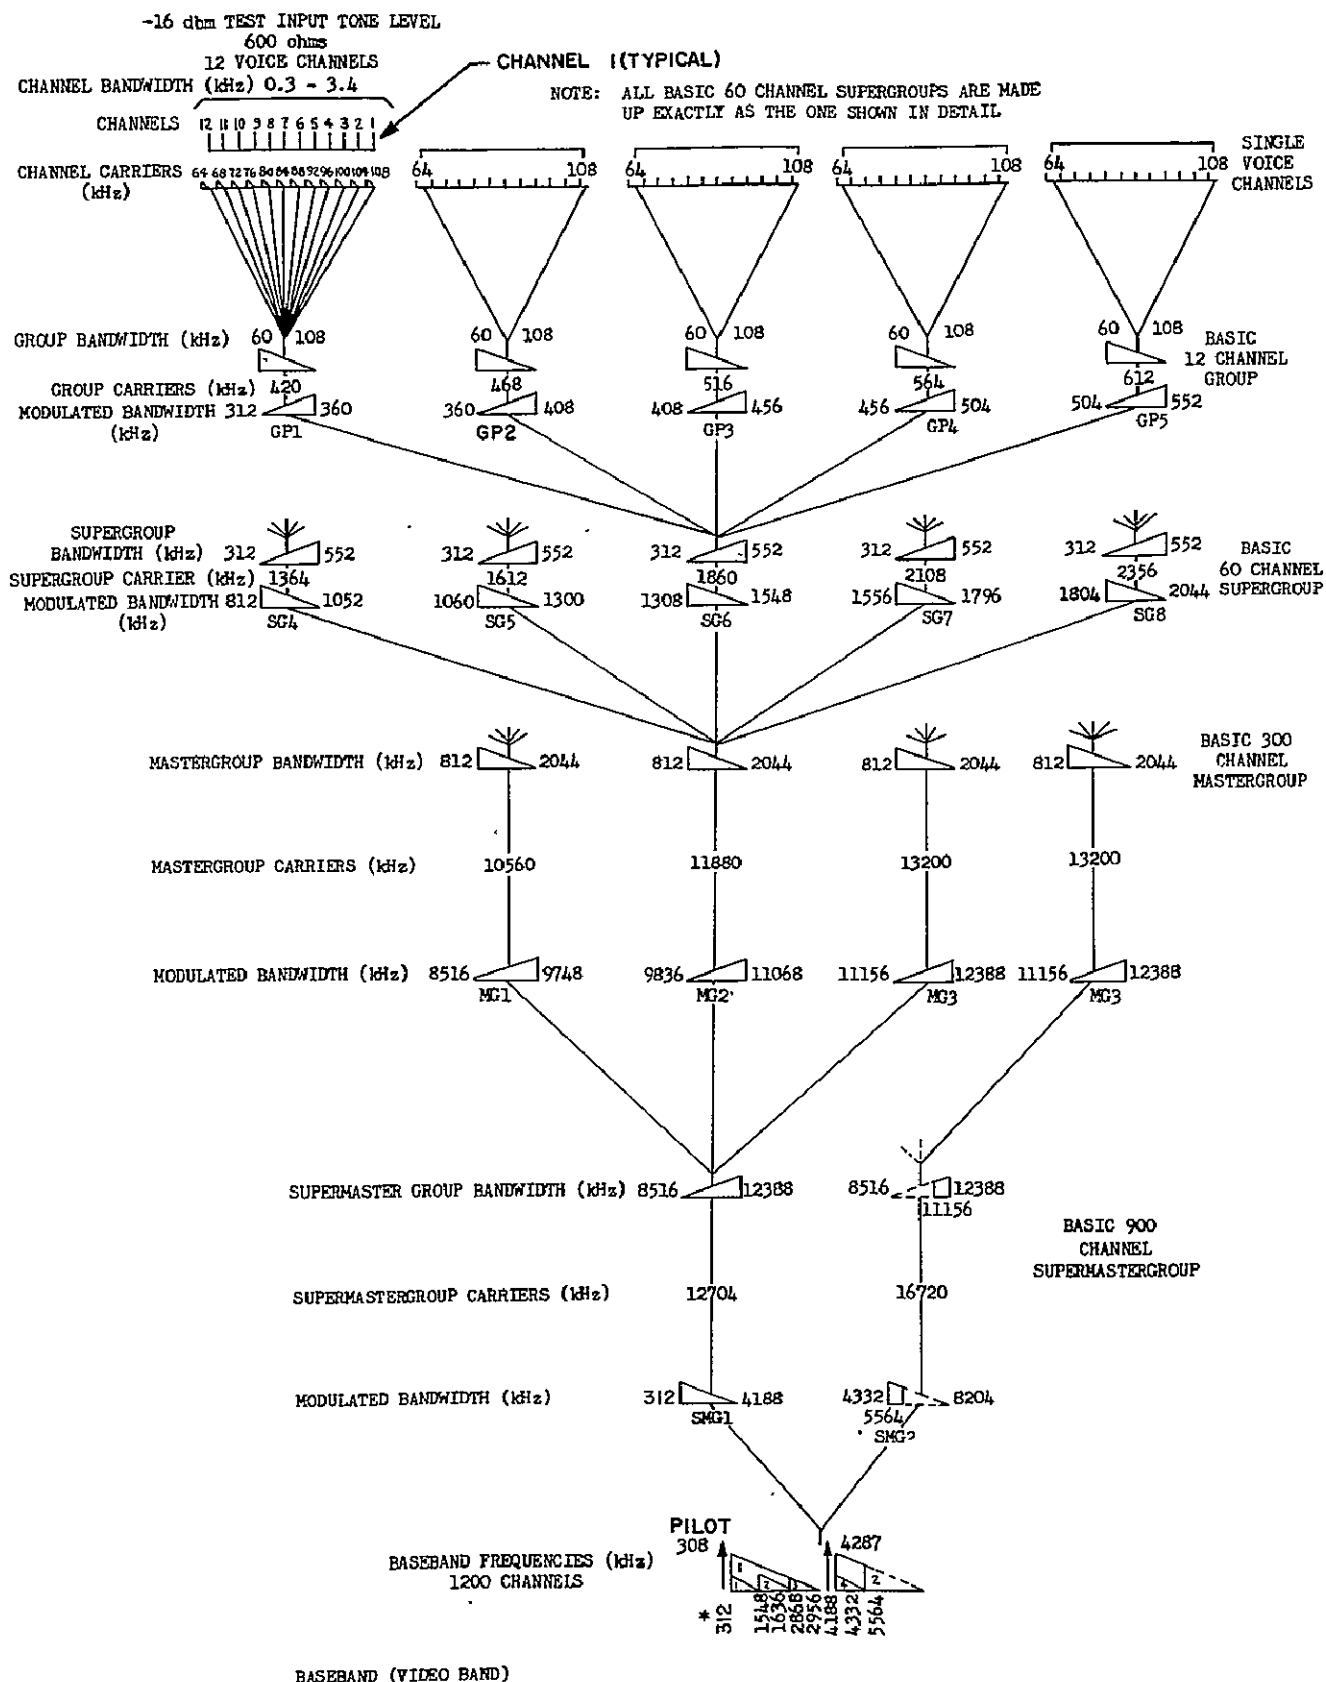 -16 dbm TEST INPUT TONE LEVEL
600 ohms
12 VOICE CHANNELS
CHANNEL BANDWIDTH (kHz) 0.3 - 3.4
CHANNEL 1(TYPICAL)
NOTE: ALL BASIC 60 CHANNEL SUPERGROUPS ARE MADE
UP EXACTLY AS THE ONE SHOWN IN DETAIL
CHANNELS 12 11 10 9 8 7 6 5 4 3 2 1
CHANNEL CARRIERS 64 68 72 76 80 84 88 92 96 100 104 108
(kHz)
64 108 64 108 64 108 64 108
SINGLE
VOICE
CHANNELS
GROUP BANDWIDTH (kHz) 60 108 60 108 60 108 60 108 60 108
BASIC
12 CHANNEL
GROUP
GROUP CARRIERS (kHz) 420 468 516 564 612
MODULATED BANDWIDTH 312 360 360 408 408 456 456 504 504 552
(kHz)
GP1 GP2 GP3 GP4 GP5
SUPERGROUP
BANDWIDTH (kHz) 312 552 312 552 312 552 312 552 312 552
SUPERGROUP CARRIER (kHz) 1364 1612 1860 2108 2356
MODULATED BANDWIDTH 812 1052 1060 1300 1308 1548 1556 1796 1804 2044
(kHz)
SG4 SG5 SG6 SG7 SG8
BASIC
60 CHANNEL
SUPERGROUP
MASTERGROUP BANDWIDTH (kHz) 812 2044 812 2044 812 2044 812 2044
BASIC 300
CHANNEL
MASTERGROUP
MASTERGROUP CARRIERS (kHz) 10560 11880 13200 13200
MODULATED BANDWIDTH (kHz) 8516 9748 9836 11068 11156 12388 11156 12388
MG1 MG2 MG3 MG3
SUPERMASTER GROUP BANDWIDTH (kHz) 8516 12388 8516 12388
11156
BASIC 900
CHANNEL
SUPERMASTERGROUP
SUPERMASTERGROUP CARRIERS (kHz) 12704 16720
MODULATED BANDWIDTH (kHz) 312 4188 4332 8204
5564
SMG1 SMG2
PILOT
308 4287
BASEBAND FREQUENCIES (kHz)
1200 CHANNELS
1 2
1 2 3 4
* 312 1548 1636 2868 2956 4188 4332 5564
BASEBAND (VIDEO BAND)